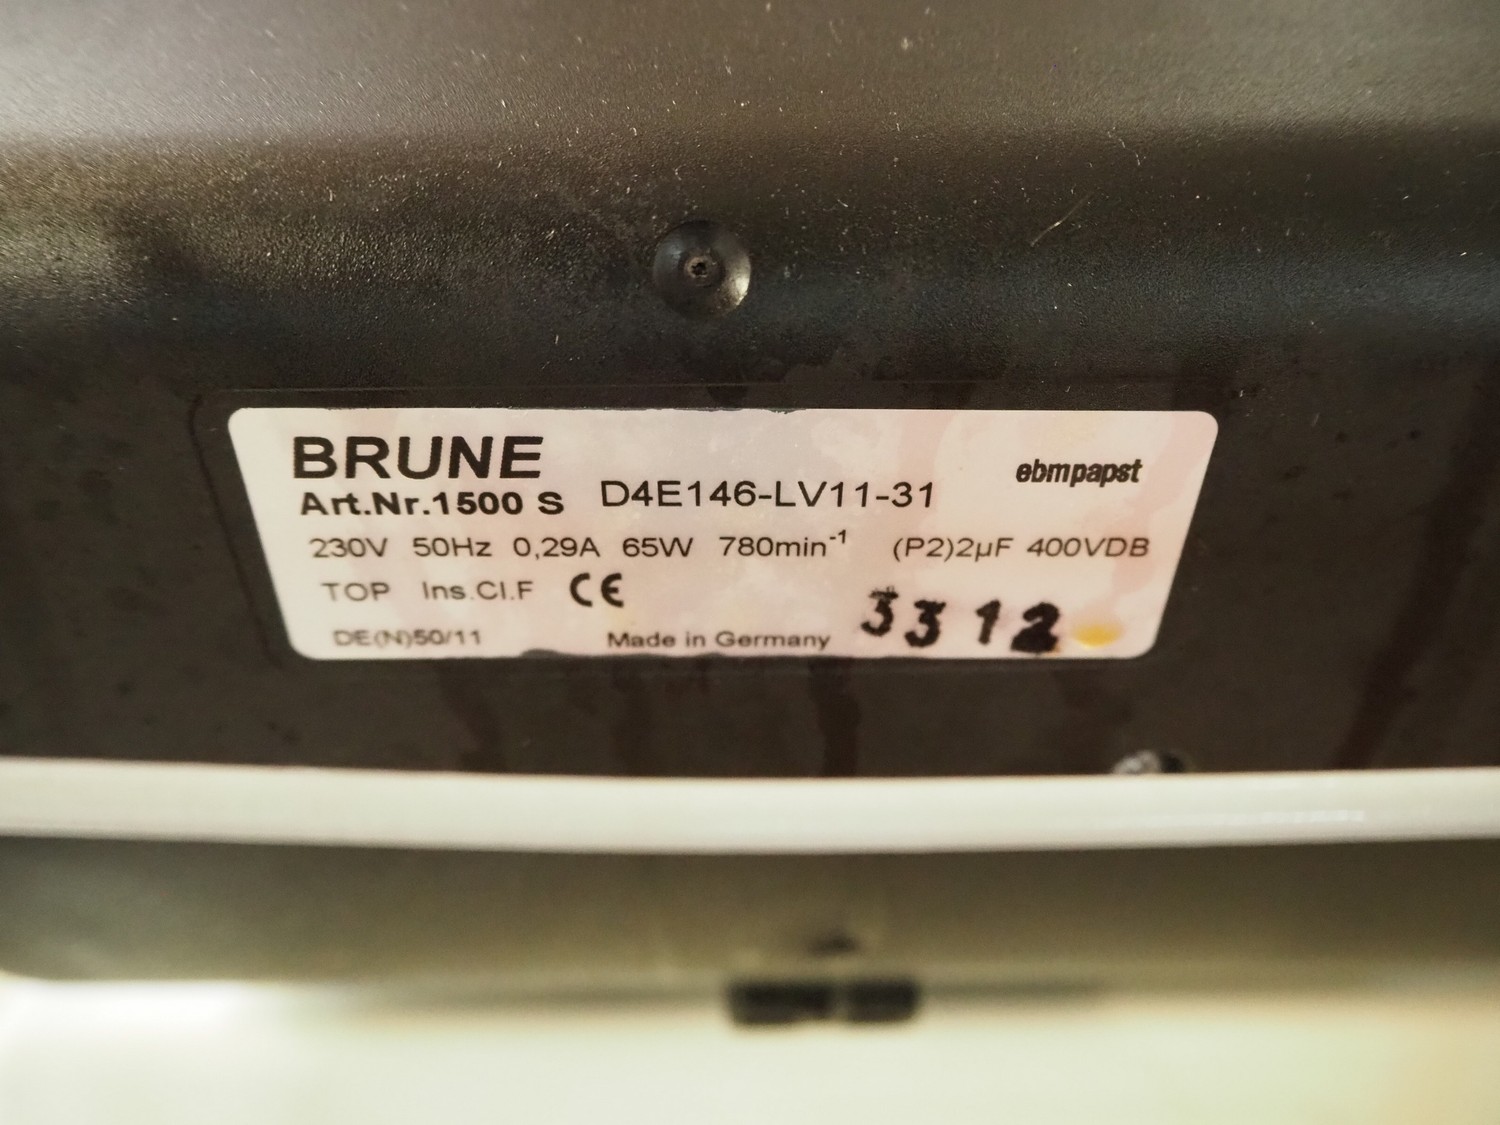 BRUNE
ebmpapst
Art.Nr.1500 S D4E146-LV11-31
230V 50Hz 0,29A 65W 780min⁻¹ (P2)2µF 400VDB
TOP Ins.Cl.F CE
DE(N)50/11 Made in Germany 3312